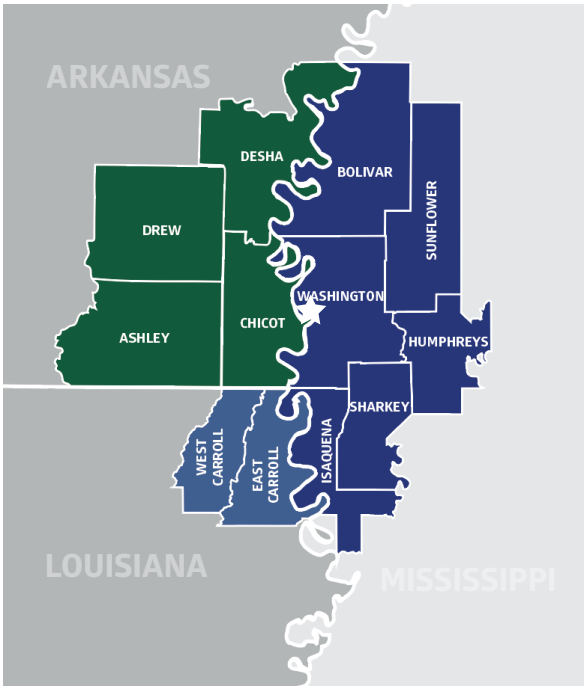 ARKANSAS
DESHA
BOLIVAR
SUNFLOWER
DREW
WASHINGTON
CHICOT
ASHLEY
HUMPHREYS
SHARKEY
WEST
CARROLL
EAST
CARROLL
ISAQUENA
LOUISIANA
MISSISSIPPI